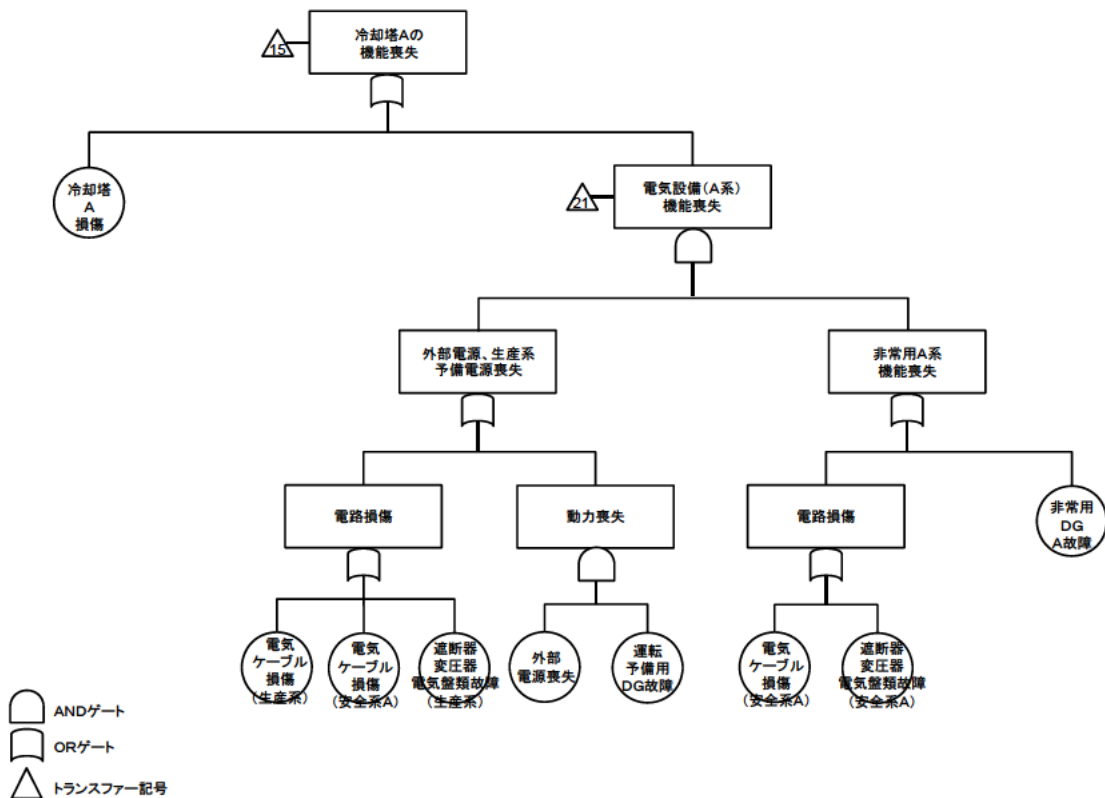 冷却塔Aの
機能喪失
15
冷却塔
A
損傷
電気設備(A系)
機能喪失
21
外部電源、生産系
予備電源喪失
非常用A系
機能喪失
電路損傷
動力喪失
電路損傷
非常用
DG
A故障
電気
ケーブル
損傷
(生産系)
電気
ケーブル
損傷
(安全系A)
遮断器
変圧器
電気盤類故障
(生産系)
外部
電源喪失
運転
予備用
DG故障
電気
ケーブル
損傷
(安全系A)
遮断器
変圧器
電気盤類故障
(安全系A)
ANDゲート
ORゲート
トランスファー記号